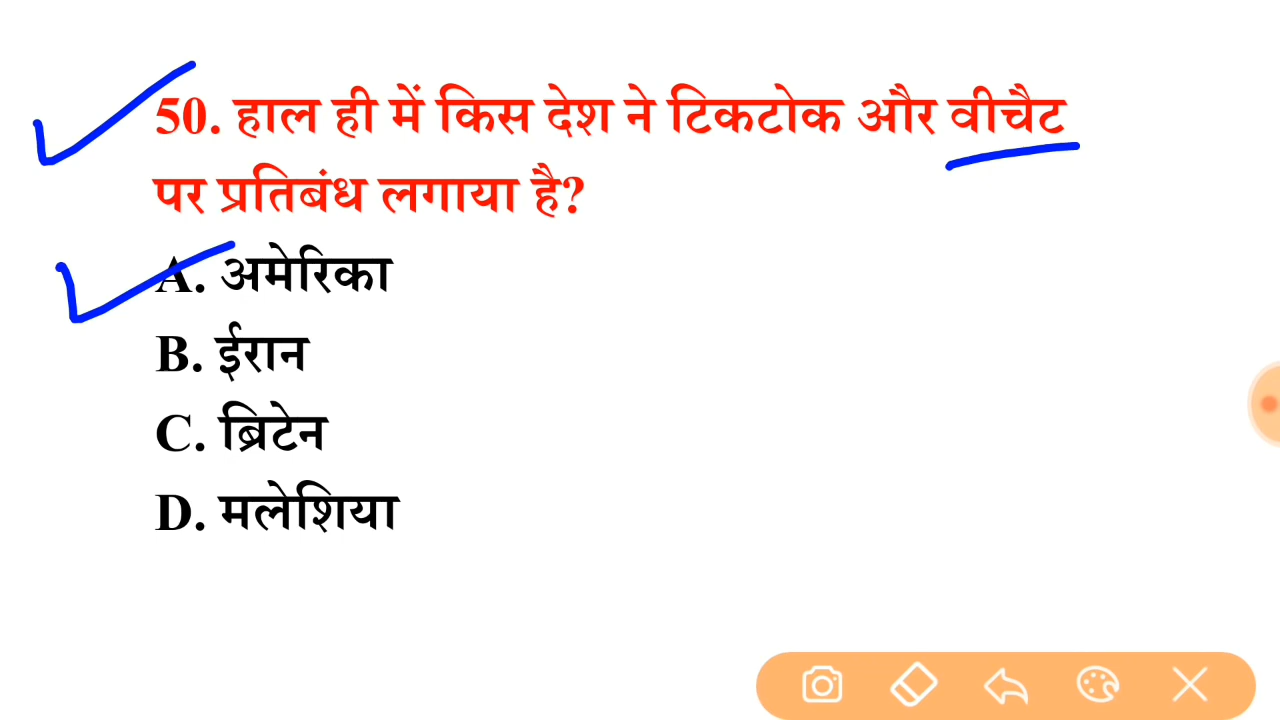 50. हाल ही में किस देश ने टिकटोक और वीचैट
पर प्रतिबंध लगाया है?
A. अमेरिका
B. ईरान
C. ब्रिटेन
D. मलेशिया